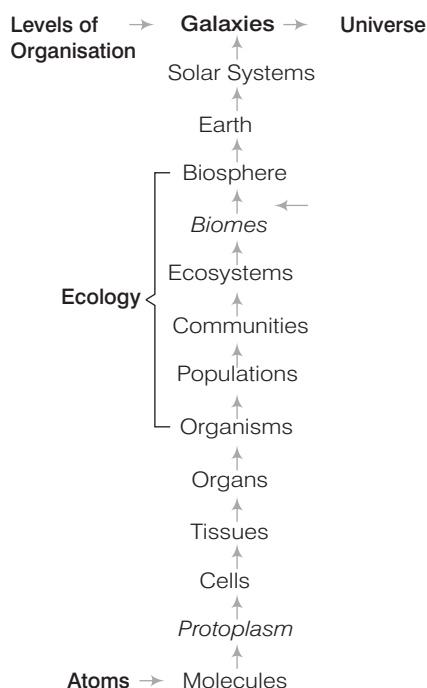 Levels of Organisation → Galaxies → Universe
Solar Systems
Earth
Biosphere
Biomes
Ecosystems
Ecology
Communities
Populations
Organisms
Organs
Tissues
Cells
Protoplasm
Atoms → Molecules